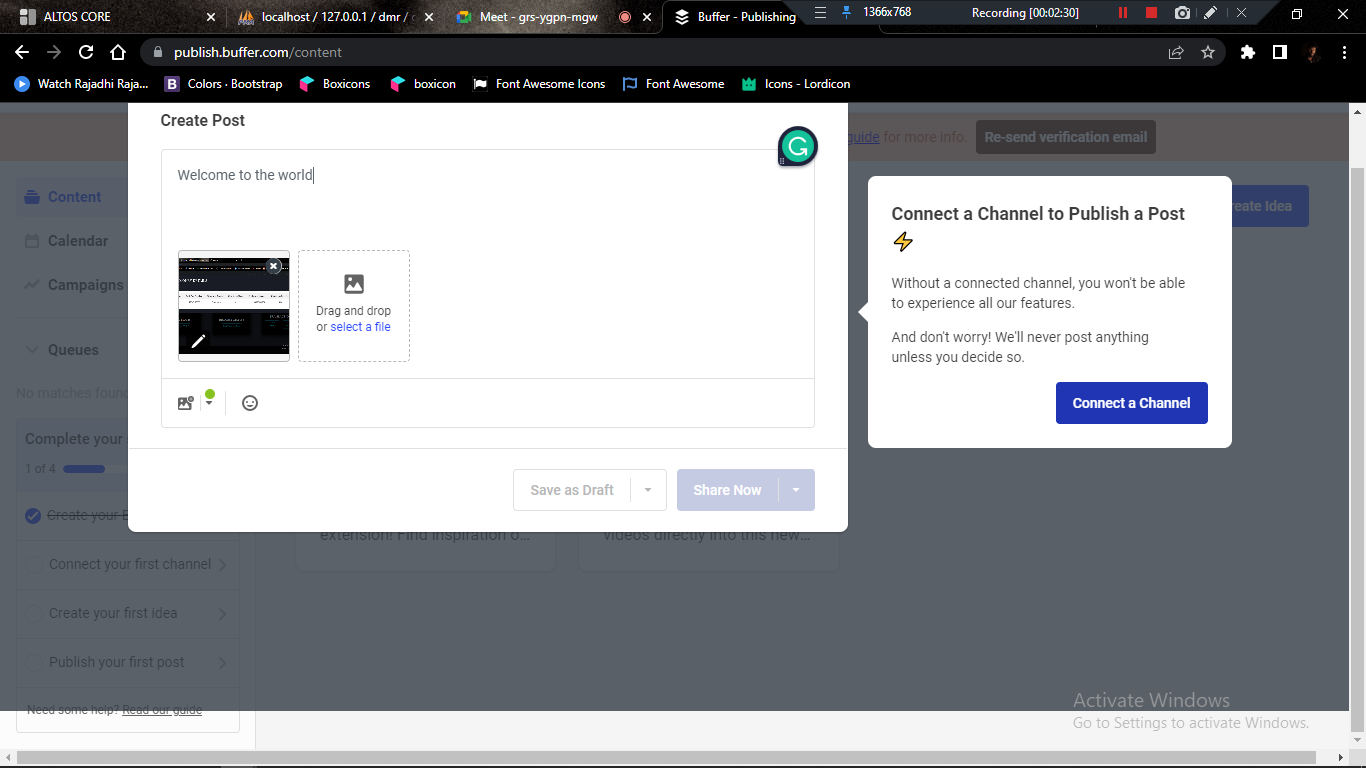 ALTOS CORE
localhost / 127.0.0.1 / dmr /
Meet - grs-ygpn-mgw
Buffer - Publishing
1366x768
Recording [00:02:30]
publish.buffer.com/content
Watch Rajadhi Raja...
Colors · Bootstrap
Boxicons
boxicon
Font Awesome Icons
Font Awesome
Icons - Lordicon
Create Post
guide for more info.
Re-send verification email
Welcome to the world
Content
Calendar
Campaigns
Queues
No matches found
Complete your
1 of 4
Create your
Connect your first channel
Create your first idea
Publish your first post
Need some help? Read our guide
Drag and drop
or select a file
Save as Draft
Share Now
extension! Find inspiration o...
videos directly into this new...
reate Idea
Connect a Channel to Publish a Post
Without a connected channel, you won't be able
to experience all our features.
And don't worry! We'll never post anything
unless you decide so.
Connect a Channel
Activate Windows
Go to Settings to activate Windows.